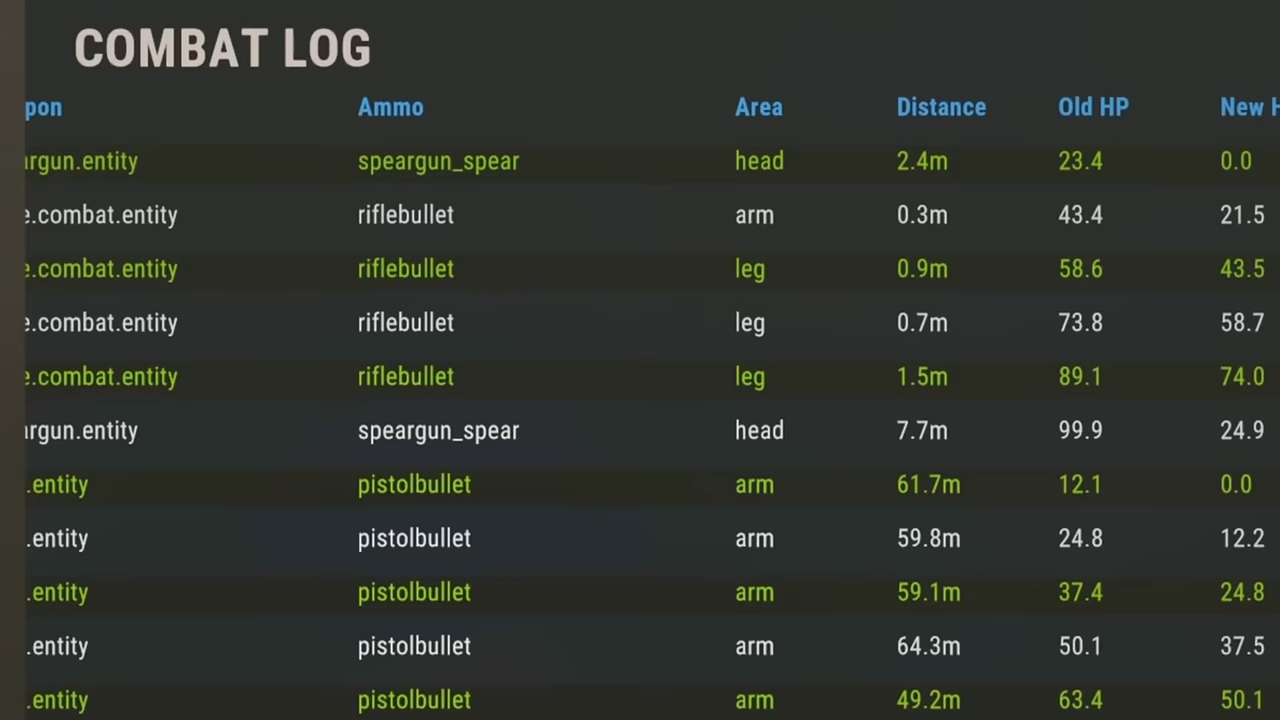 COMBAT LOG
pon Ammo Area Distance Old HP New H
rgun.entity speargun_spear head 2.4m 23.4 0.0
e.combat.entity riflebullet arm 0.3m 43.4 21.5
e.combat.entity riflebullet leg 0.9m 58.6 43.5
e.combat.entity riflebullet leg 0.7m 73.8 58.7
e.combat.entity riflebullet leg 1.5m 89.1 74.0
rgun.entity speargun_spear head 7.7m 99.9 24.9
.entity pistolbullet arm 61.7m 12.1 0.0
.entity pistolbullet arm 59.8m 24.8 12.2
.entity pistolbullet arm 59.1m 37.4 24.8
.entity pistolbullet arm 64.3m 50.1 37.5
.entity pistolbullet arm 49.2m 63.4 50.1